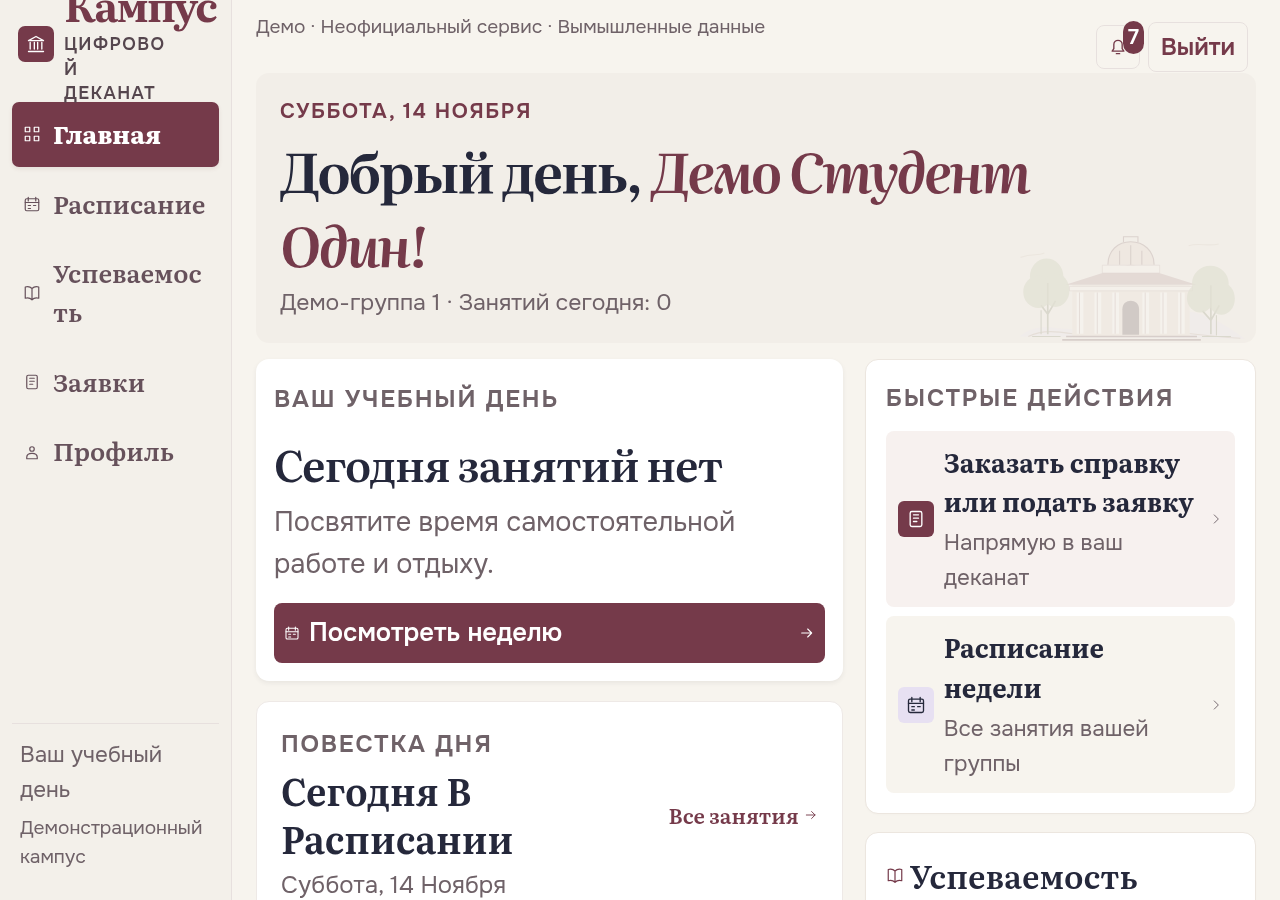 Кампус
ЦИФРОВО
Й
ДЕКАНАТ
Главная
Расписание
Успеваемос
ть
Заявки
Профиль
Ваш учебный
день
Демонстрационный
кампус
Демо · Неофициальный сервис · Вымышленные данные
7
Выйти
СУББОТА, 14 НОЯБРЯ
Добрый день, Демо Студент
Один!
Демо-группа 1 · Занятий сегодня: 0
ВАШ УЧЕБНЫЙ ДЕНЬ
Сегодня занятий нет
Посвятите время самостоятельной
работе и отдыху.
Посмотреть неделю
ПОВЕСТКА ДНЯ
Сегодня В
Расписании
Суббота, 14 Ноября
Все занятия
БЫСТРЫЕ ДЕЙСТВИЯ
Заказать справку
или подать заявку
Напрямую в ваш
деканат
Расписание
недели
Все занятия вашей
группы
Успеваемость